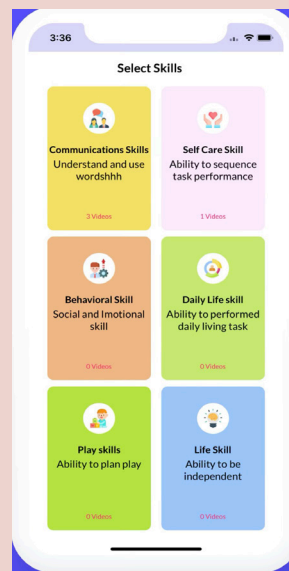 3:36
Select Skills
Communications Skills
Understand and use
wordshhh
3 Videos
Self Care Skill
Ability to sequence
task performance
1 Videos
Behavioral Skill
Social and Imotional
skill
0 Videos
Daily Life skill
Ability to performed
daily living task
0 Videos
Play skills
Ability to plan play
0 Videos
Life Skill
Ability to be
independent
0 Videos